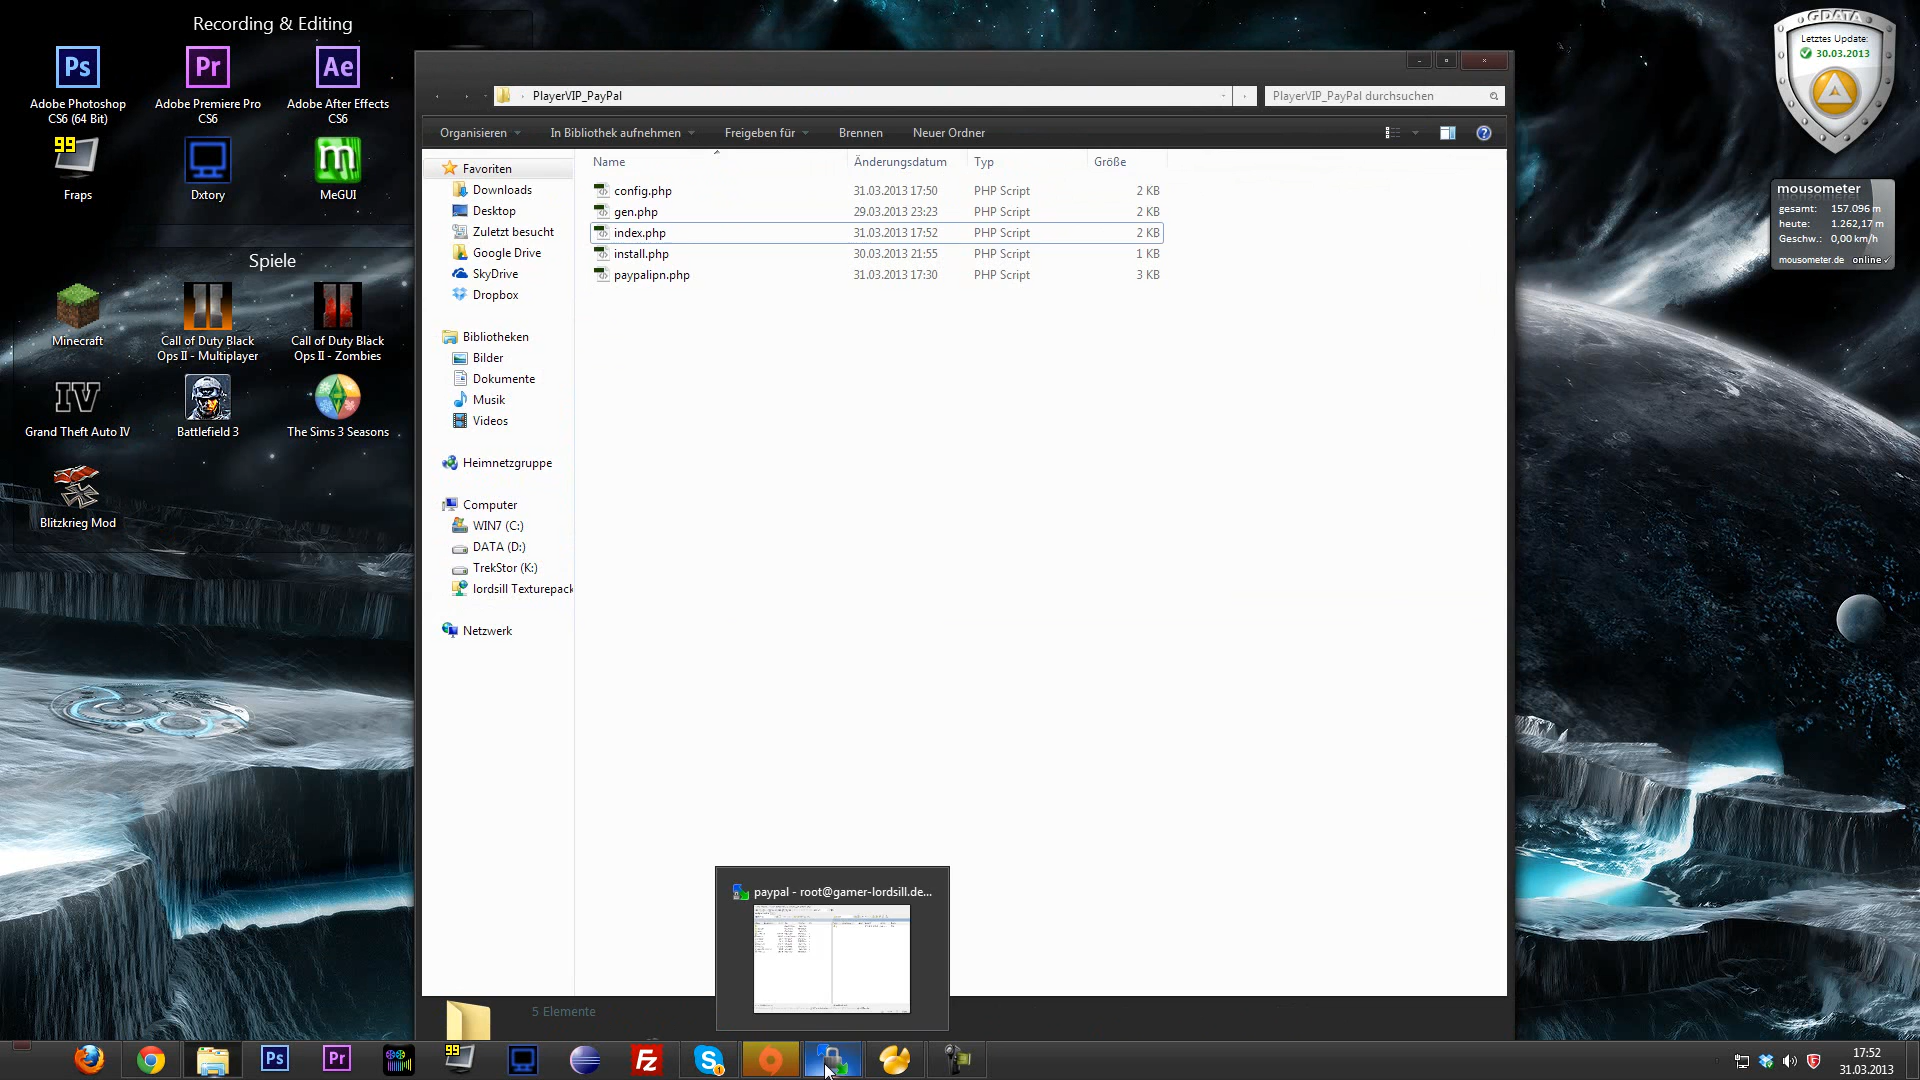 Recording & Editing
Ps
Pr
Ae
Adobe Photoshop CS6 (64 Bit)
Adobe Premiere Pro CS6
Adobe After Effects CS6
99
m
Fraps
Dxtory
MeGUI
Spiele
Minecraft
Call of Duty Black Ops II - Multiplayer
Call of Duty Black Ops II - Zombies
IV
Grand Theft Auto IV
Battlefield 3
The Sims 3 Seasons
Blitzkrieg Mod
PlayerVIP_PayPal
PlayerVIP_PayPal durchsuchen
Organisieren
In Bibliothek aufnehmen
Freigeben für
Brennen
Neuer Ordner
Favoriten
Downloads
Desktop
Zuletzt besucht
Google Drive
SkyDrive
Dropbox
Bibliotheken
Bilder
Dokumente
Musik
Videos
Heimnetzgruppe
Computer
WIN7 (C:)
DATA (D:)
TrekStor (K:)
lordsill Texturepack
Netzwerk
Name Änderungsdatum Typ Größe
config.php 31.03.2013 17:50 PHP Script 2 KB
gen.php 29.03.2013 23:23 PHP Script 2 KB
index.php 31.03.2013 17:52 PHP Script 2 KB
install.php 30.03.2013 21:55 PHP Script 1 KB
paypalipn.php 31.03.2013 17:30 PHP Script 3 KB
5 Elemente
paypal - root@gamer-lordsill.de...
GDATA
Letztes Update:
30.03.2013
mousometer
gesamt: 157.096 m
heute: 1.262,17 m
Geschw.: 0,00 km/h
mousometer.de online ✓
Ps
Pr
99
Fz
17:52
31.03.2013